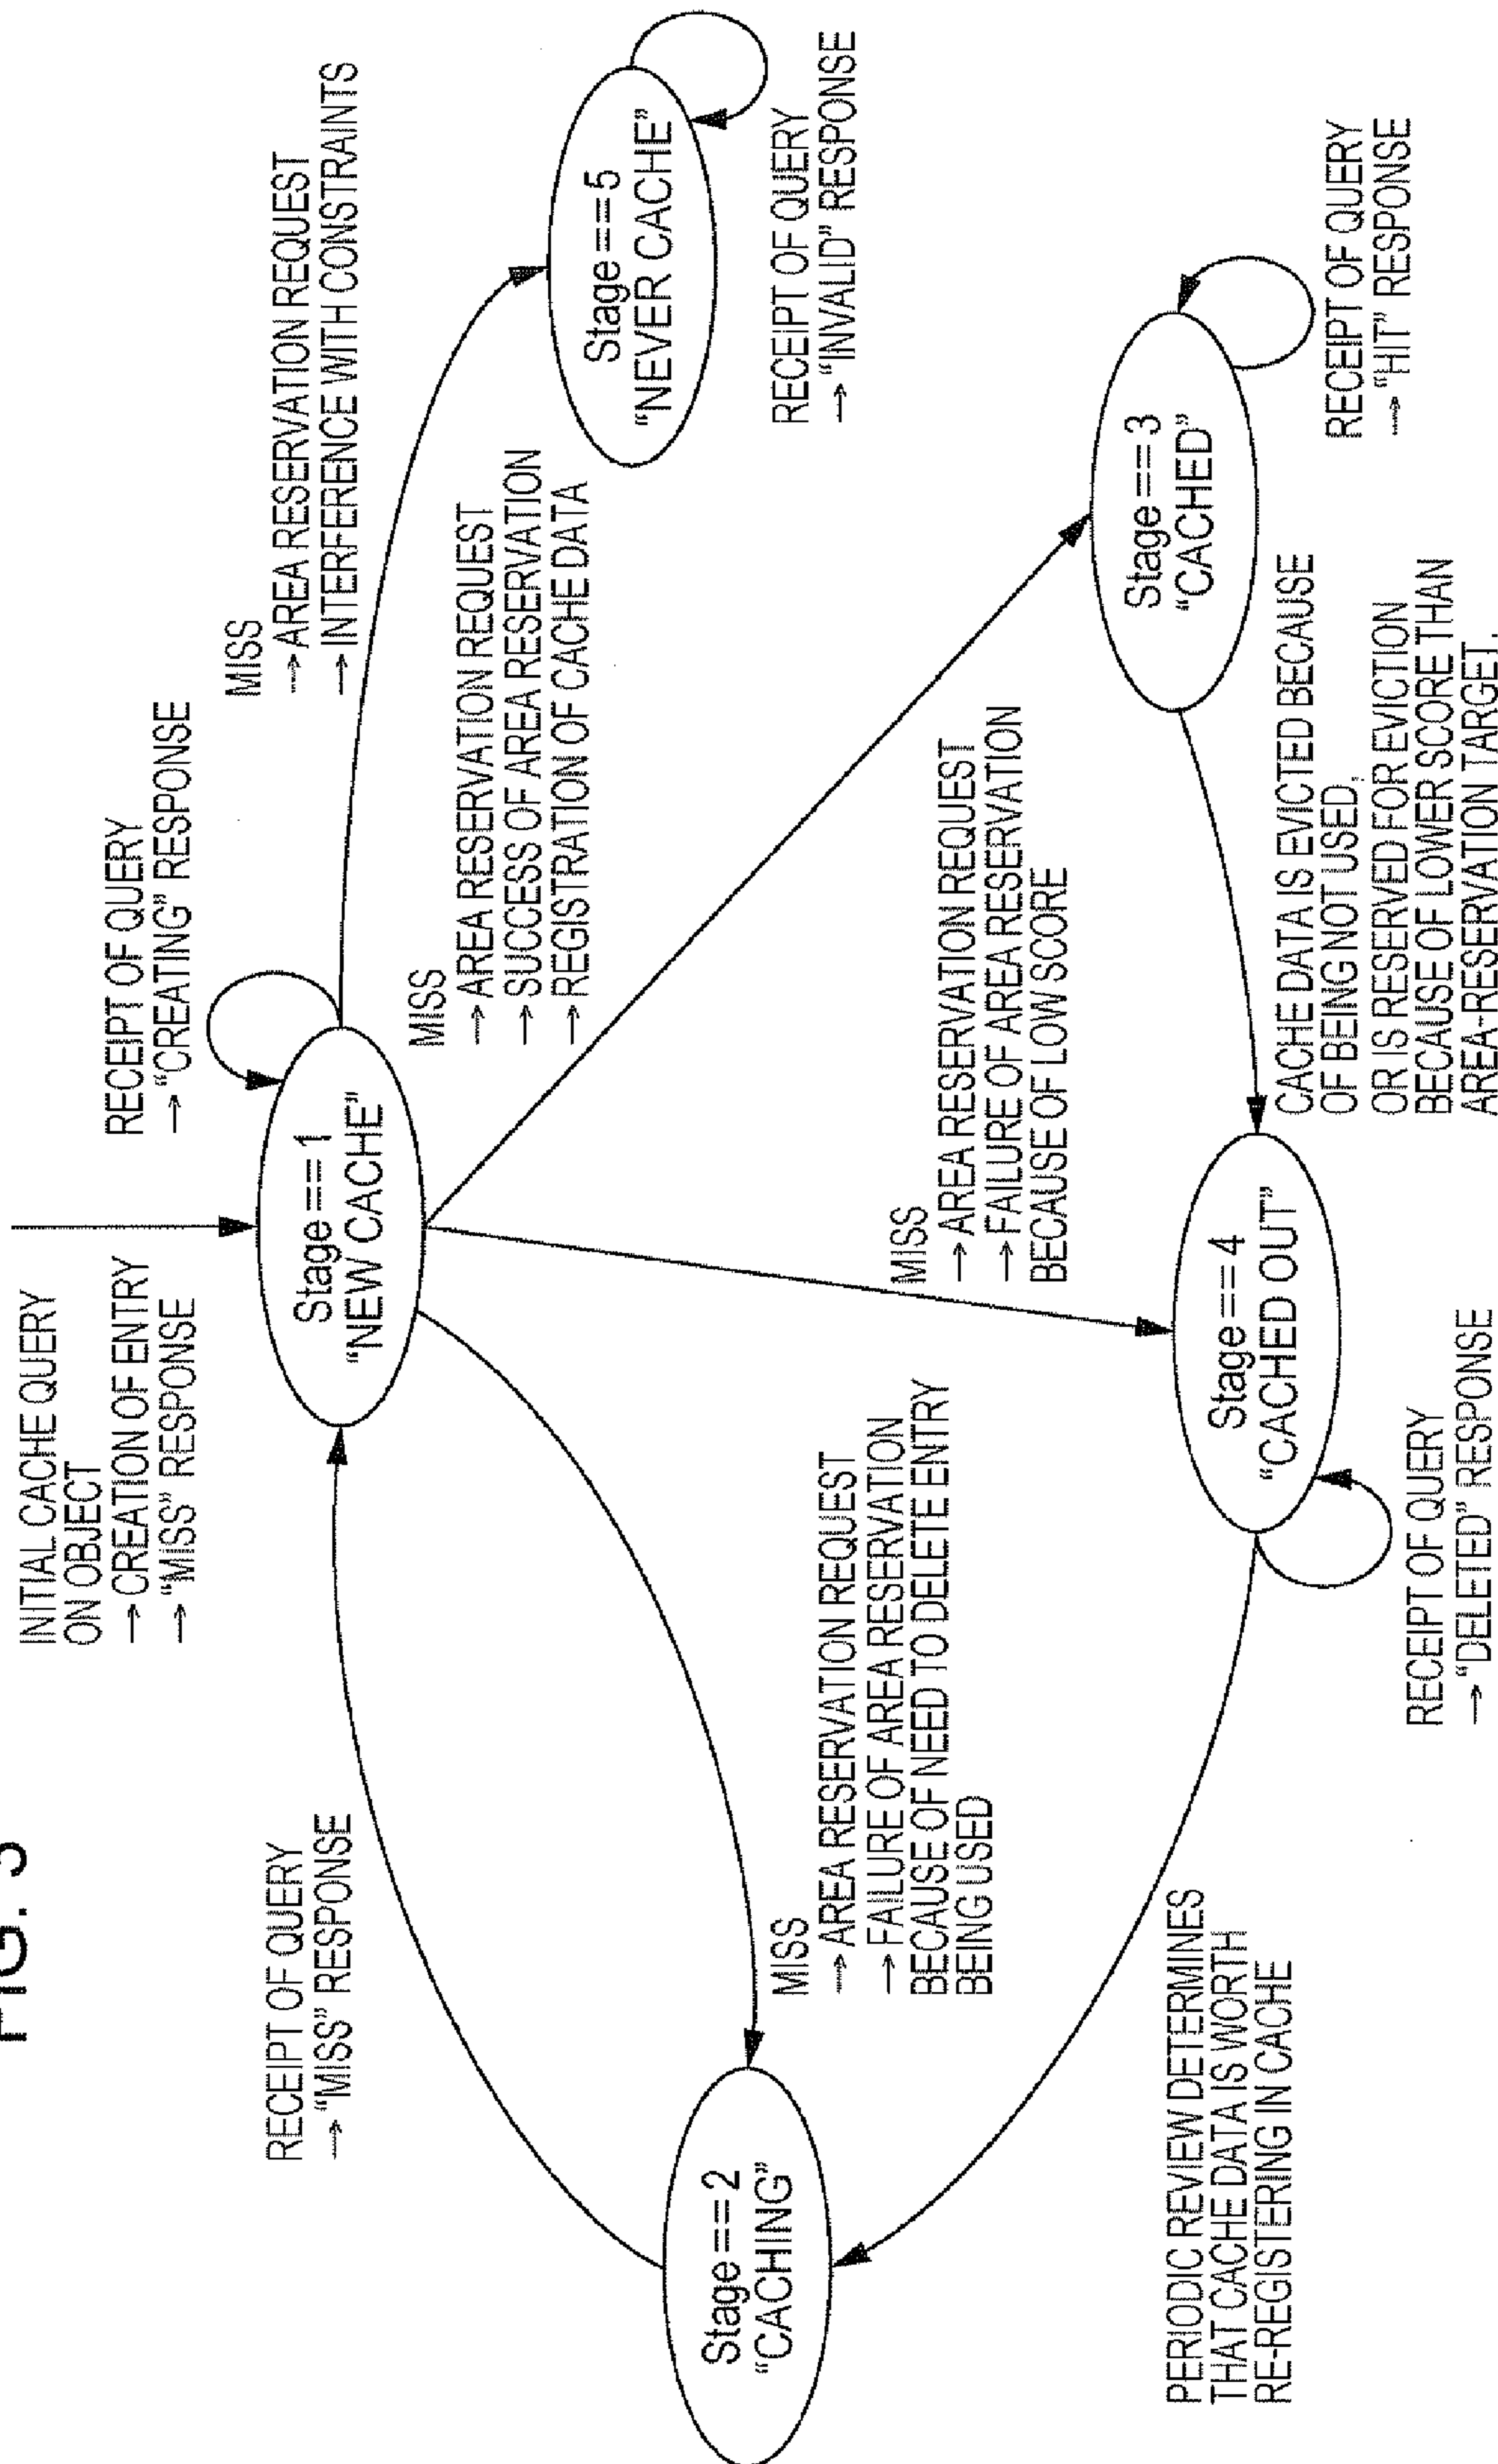 FIG. 3
INITIAL CACHE QUERY
ON OBJECT
→ CREATION OF ENTRY
→ “MISS” RESPONSE
RECEIPT OF QUERY
→ “CREATING” RESPONSE
Stage == 1
“NEW CACHE”
MISS
→ AREA RESERVATION REQUEST
→ INTERFERENCE WITH CONSTRAINTS
RECEIPT OF QUERY
→ “MISS” RESPONSE
MISS
→ AREA RESERVATION REQUEST
→ SUCCESS OF AREA RESERVATION
→ REGISTRATION OF CACHE DATA
Stage == 5
“NEVER CACHE”
RECEIPT OF QUERY
→ “INVALID” RESPONSE
Stage == 2
“CACHING”
MISS
→ AREA RESERVATION REQUEST
→ FAILURE OF AREA RESERVATION
BECAUSE OF NEED TO DELETE ENTRY
BEING USED
MISS
→ AREA RESERVATION REQUEST
→ FAILURE OF AREA RESERVATION
BECAUSE OF LOW SCORE
Stage == 3
“CACHED”
RECEIPT OF QUERY
→ “HIT” RESPONSE
Stage == 4
“CACHED OUT”
PERIODIC REVIEW DETERMINES
THAT CACHE DATA IS WORTH
RE-REGISTERING IN CACHE
RECEIPT OF QUERY
→ “DELETED” RESPONSE
CACHE DATA IS EVICTED BECAUSE
OF BEING NOT USED,
OR IS RESERVED FOR EVICTION
BECAUSE OF LOWER SCORE THAN
AREA-RESERVATION TARGET.